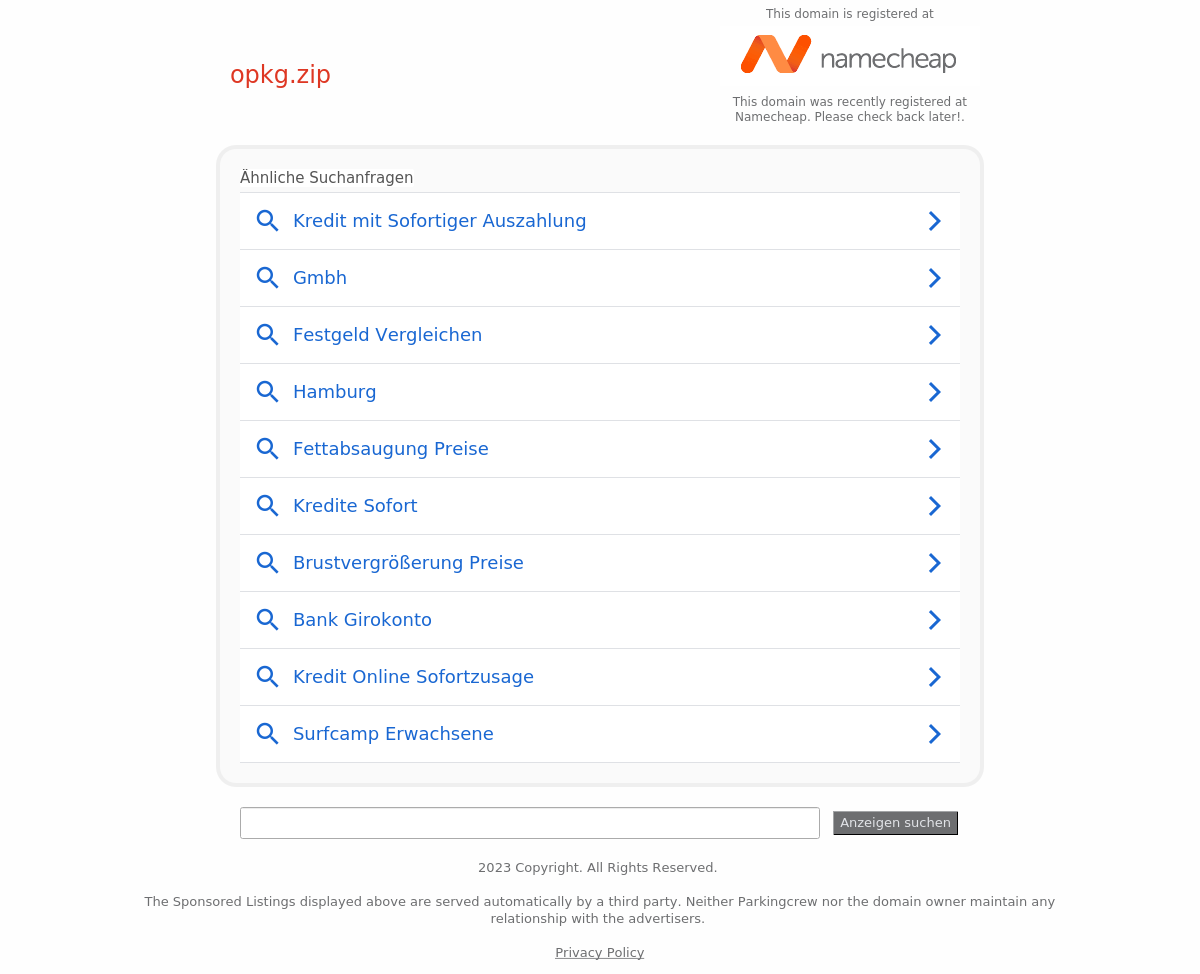 This domain is registered at
namecheap
opkg.zip
This domain was recently registered at
Namecheap. Please check back later!.
Ähnliche Suchanfragen
Kredit mit Sofortiger Auszahlung
Gmbh
Festgeld Vergleichen
Hamburg
Fettabsaugung Preise
Kredite Sofort
Brustvergrößerung Preise
Bank Girokonto
Kredit Online Sofortzusage
Surfcamp Erwachsene
Anzeigen suchen
2023 Copyright. All Rights Reserved.
The Sponsored Listings displayed above are served automatically by a third party. Neither Parkingcrew nor the domain owner maintain any
relationship with the advertisers.
Privacy Policy